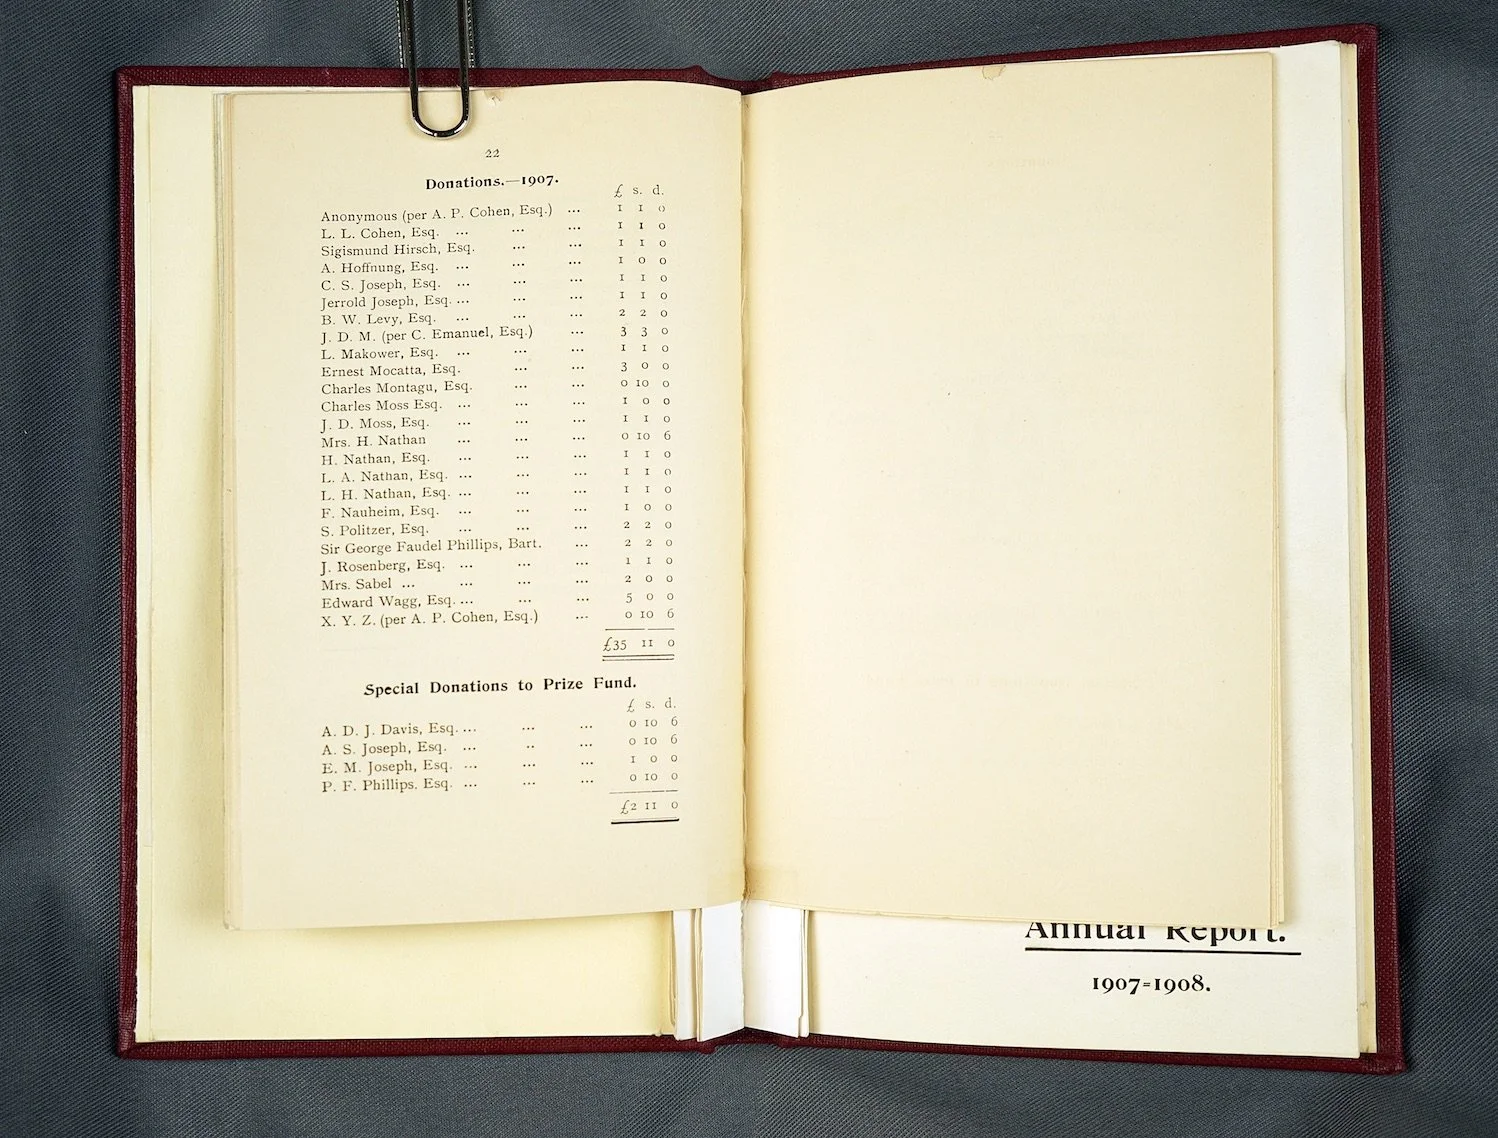 22
Donations.—1907.
£ s. d.
Anonymous (per A. P. Cohen, Esq.) ... 1 1 0
L. L. Cohen, Esq. ... ... ... 1 1 0
Sigismund Hirsch, Esq. ... ... 1 1 0
A. Hoffnung, Esq. ... ... ... 1 0 0
C. S. Joseph, Esq. ... ... ... 1 1 0
Jerrold Joseph, Esq. ... ... ... 1 1 0
B. W. Levy, Esq. ... ... ... 2 2 0
J. D. M. (per C. Emanuel, Esq.) ... 3 3 0
L. Makower, Esq. ... ... ... 1 1 0
Ernest Mocatta, Esq. ... ... 3 0 0
Charles Montagu, Esq. ... ... 0 10 0
Charles Moss Esq. ... ... ... 1 0 0
J. D. Moss, Esq. ... ... ... 1 1 0
Mrs. H. Nathan ... ... ... 0 10 6
H. Nathan, Esq. ... ... ... 1 1 0
L. A. Nathan, Esq. ... ... ... 1 1 0
L. H. Nathan, Esq. ... ... ... 1 1 0
F. Nauheim, Esq. ... ... ... 1 0 0
S. Politzer, Esq. ... ... ... 2 2 0
Sir George Faudel Phillips, Bart. ... 2 2 0
J. Rosenberg, Esq. ... ... ... 1 1 0
Mrs. Sabel ... ... ... ... 2 0 0
Edward Wagg, Esq. ... ... ... 5 0 0
X. Y. Z. (per A. P. Cohen, Esq.) ... 0 10 6
£35 11 0
Special Donations to Prize Fund.
£ s. d.
A. D. J. Davis, Esq. ... ... ... 0 10 6
A. S. Joseph, Esq. ... .. ... 0 10 6
E. M. Joseph, Esq. ... ... ... 1 0 0
P. F. Phillips. Esq. ... ... ... 0 10 0
£2 11 0
Annual Report.
1907=1908.